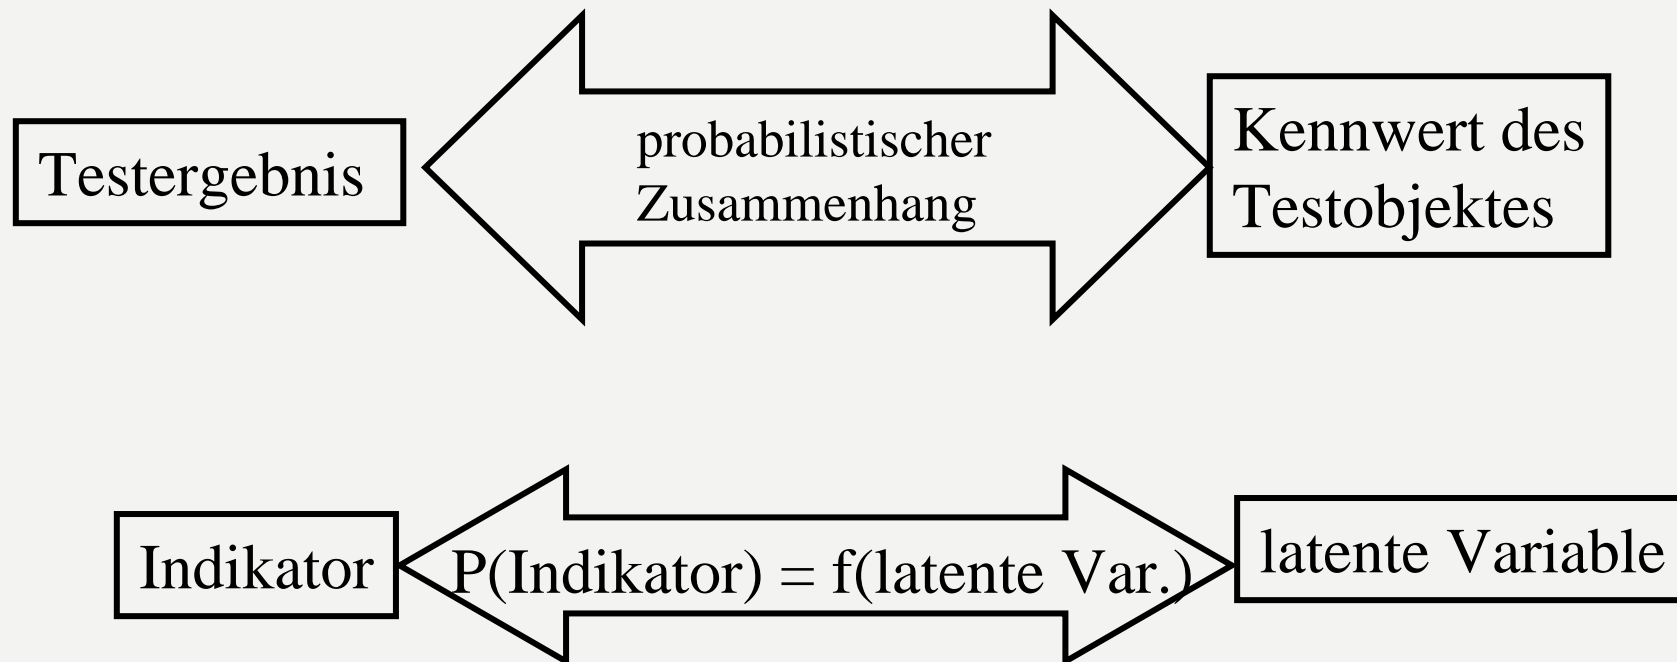 Testergebnis
probabilistischer
Zusammenhang
Kennwert des
Testobjektes
Indikator
P(Indikator) = f(latente Var.)
latente Variable